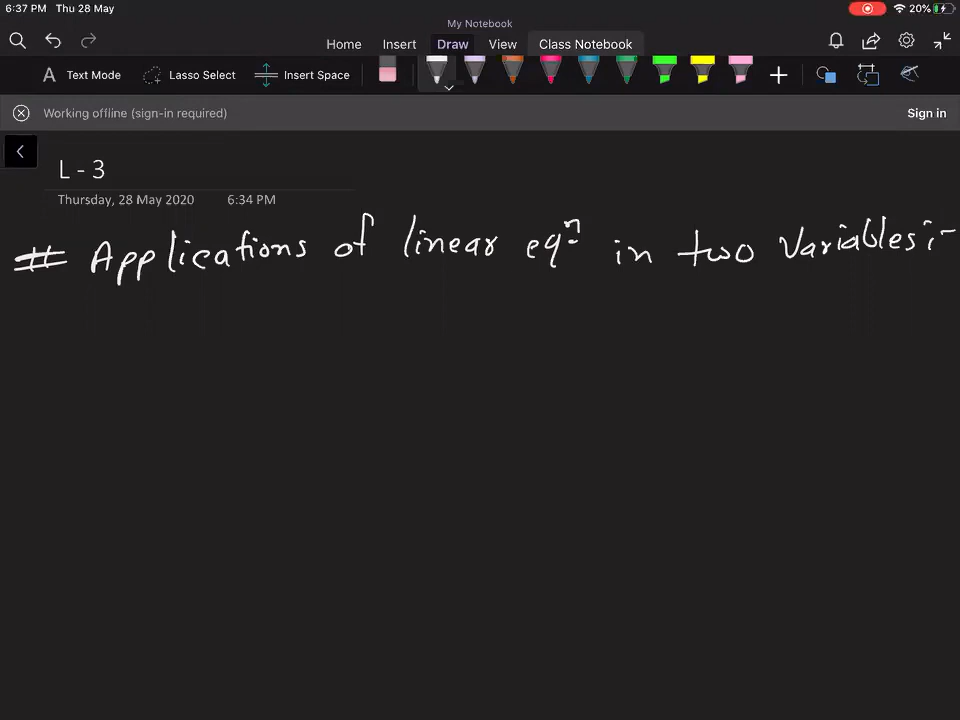 6:37 PM Thu 28 May 20%
My Notebook
Home Insert Draw View Class Notebook
A Text Mode Lasso Select Insert Space
Working offline (sign-in required) Sign in
L - 3
Thursday, 28 May 2020 6:34 PM
# Applications of linear eqⁿ in two Variables :-